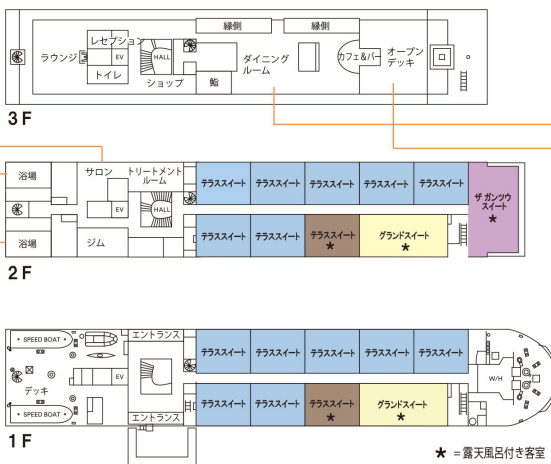 縁側
縁側
レセプション
ラウンジ
EV
HALL
トイレ
ショップ
鮨
ダイニング
ルーム
カフェ&バー
オープン
デッキ
3F
浴場
サロン
トリートメント
ルーム
テラススイート
テラススイート
テラススイート
テラススイート
テラススイート
ザ ガンツウ
スイート
★
EV
HALL
浴場
ジム
テラススイート
テラススイート
テラススイート
★
グランドスイート
★
2F
* SPEED BOAT *
エントランス
テラススイート
テラススイート
テラススイート
テラススイート
テラススイート
デッキ
EV
W/H
* SPEED BOAT *
エントランス
テラススイート
テラススイート
テラススイート
★
グランドスイート
★
1F
★ =露天風呂付き客室